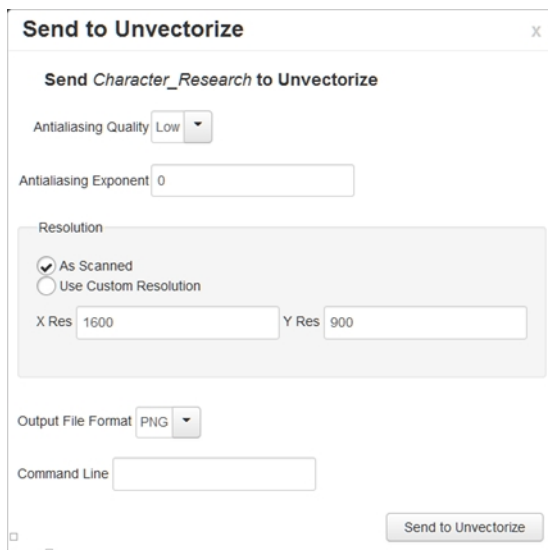 Send to Unvectorize
x
Send Character_Research to Unvectorize
Antialiasing Quality Low
Antialiasing Exponent 0
Resolution
As Scanned
Use Custom Resolution
X Res 1600 Y Res 900
Output File Format PNG
Command Line
Send to Unvectorize